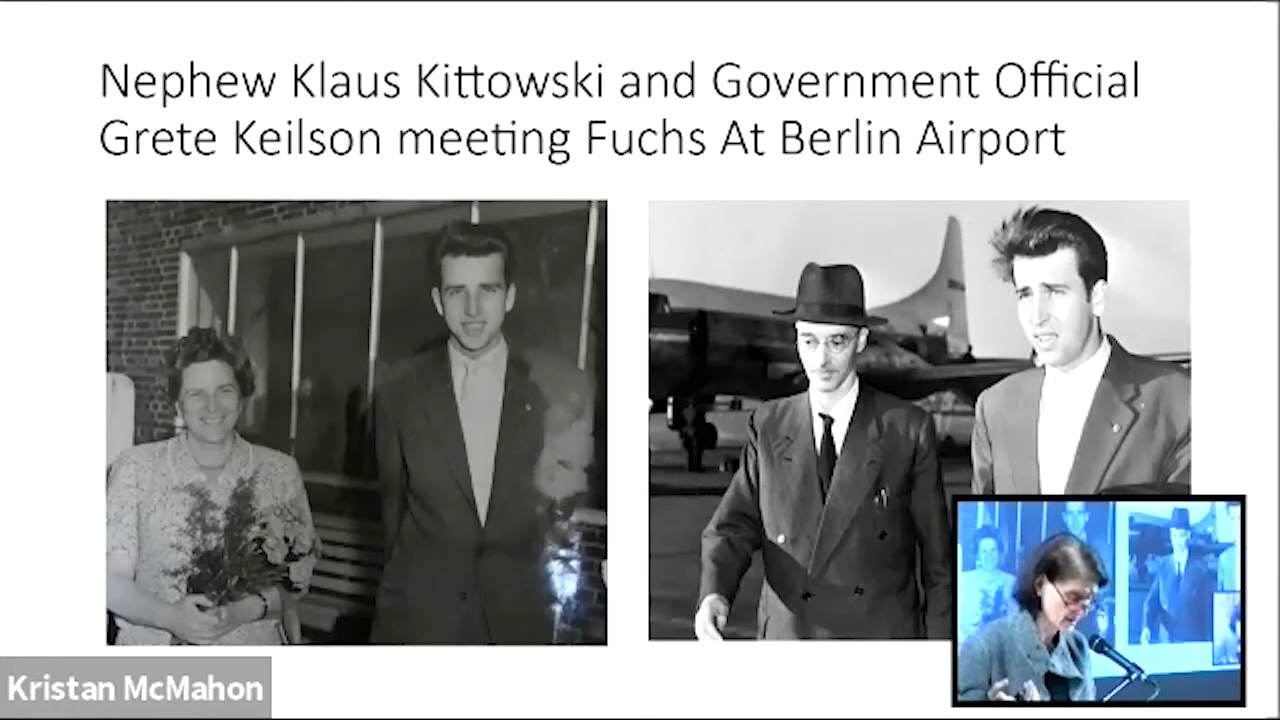 Nephew Klaus Kittowski and Government Official
Grete Keilson meeting Fuchs At Berlin Airport
Kristan McMahon